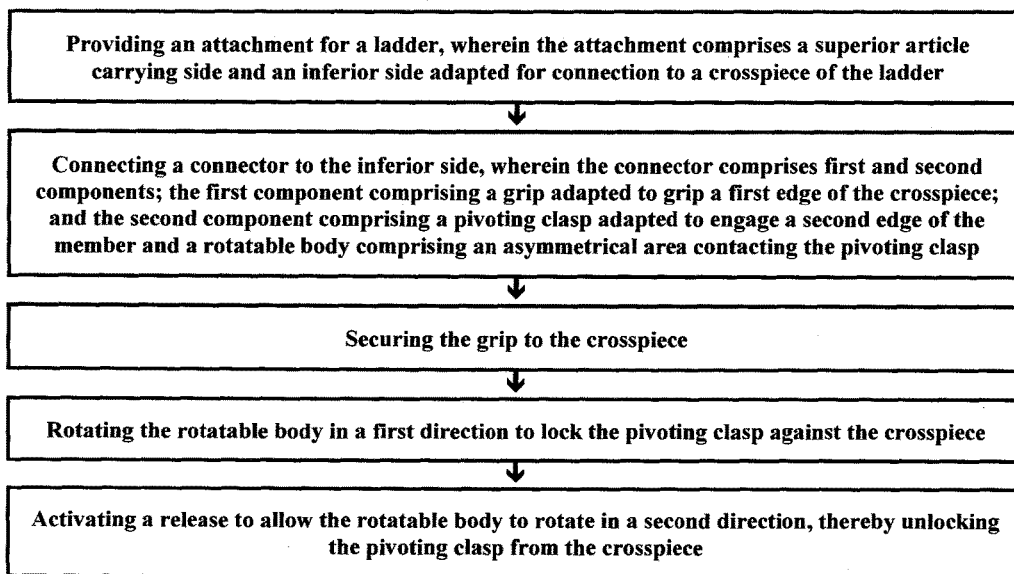 Providing an attachment for a ladder, wherein the attachment comprises a superior article
carrying side and an inferior side adapted for connection to a crosspiece of the ladder
Connecting a connector to the inferior side, wherein the connector comprises first and second
components; the first component comprising a grip adapted to grip a first edge of the crosspiece;
and the second component comprising a pivoting clasp adapted to engage a second edge of the
member and a rotatable body comprising an asymmetrical area contacting the pivoting clasp
Securing the grip to the crosspiece
Rotating the rotatable body in a first direction to lock the pivoting clasp against the crosspiece
Activating a release to allow the rotatable body to rotate in a second direction, thereby unlocking
the pivoting clasp from the crosspiece